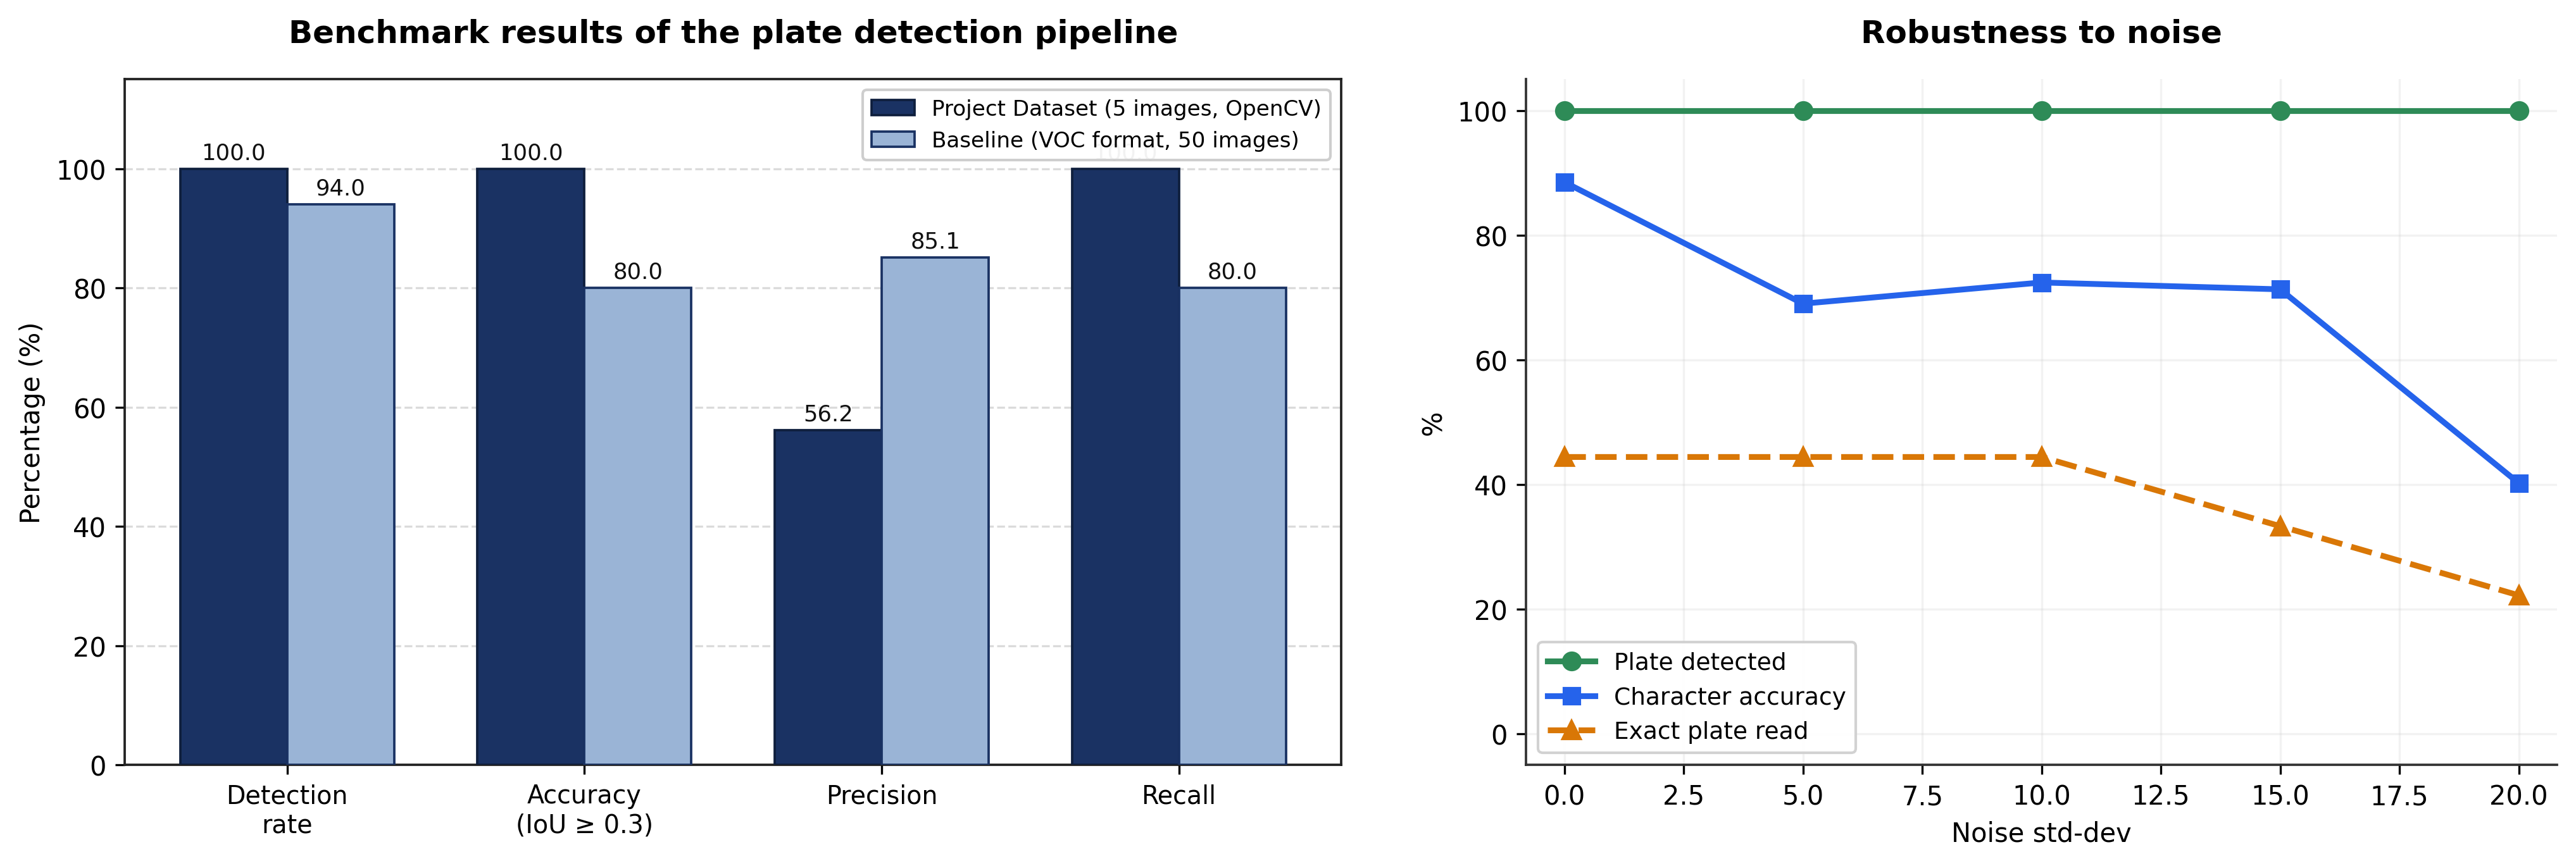 Benchmark results of the plate detection pipeline
Project Dataset (5 images, OpenCV)
Baseline (VOC format, 50 images)
Percentage (%)
100
80
60
40
20
0
100.0
94.0
100.0
80.0
56.2
85.1
100.0
80.0
Detection
rate
Accuracy
(IoU ≥ 0.3)
Precision
Recall
Robustness to noise
%
100
80
60
40
20
0
Plate detected
Character accuracy
Exact plate read
0.0 2.5 5.0 7.5 10.0 12.5 15.0 17.5 20.0
Noise std-dev